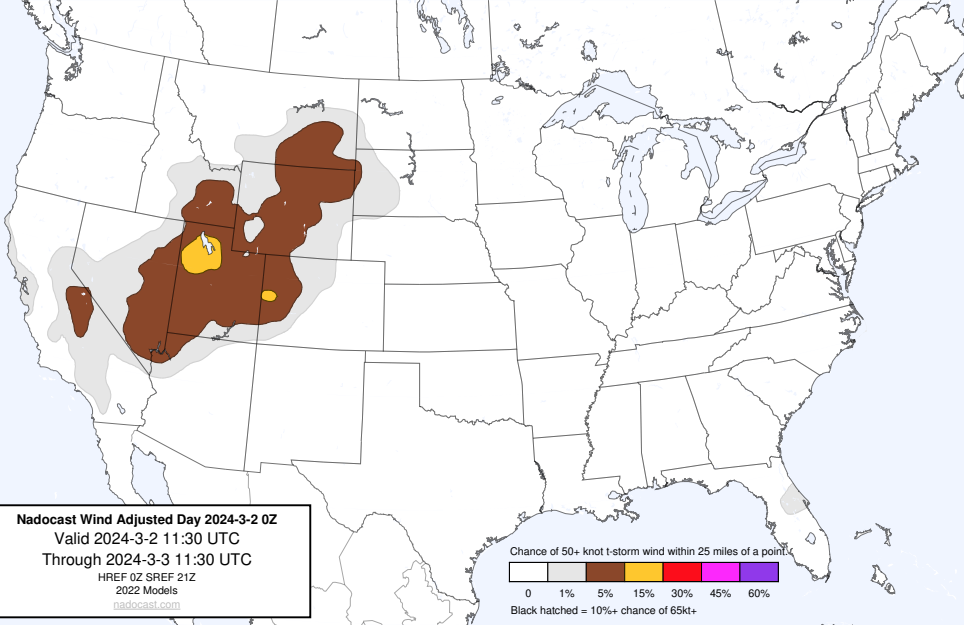 Nadocast Wind Adjusted Day 2024-3-2 0Z
Valid 2024-3-2 11:30 UTC
Through 2024-3-3 11:30 UTC
HREF 0Z SREF 21Z
2022 Models
nadocast.com
Chance of 50+ knot t-storm wind within 25 miles of a point.
0 1% 5% 15% 30% 45% 60%
Black hatched = 10%+ chance of 65kt+